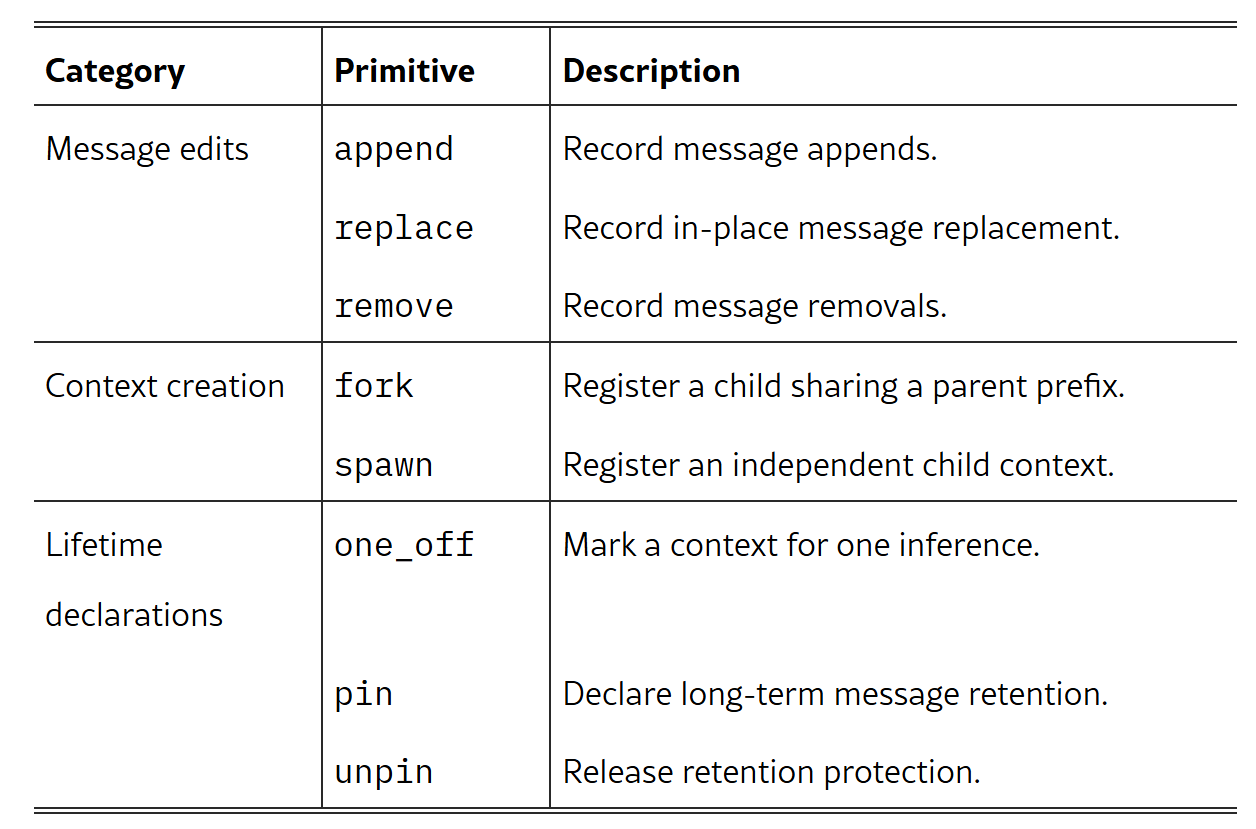 Category Primitive Description
Message edits append Record message appends.
replace Record in-place message replacement.
remove Record message removals.
Context creation fork Register a child sharing a parent prefix.
spawn Register an independent child context.
Lifetime one_off Mark a context for one inference.
declarations
pin Declare long-term message retention.
unpin Release retention protection.